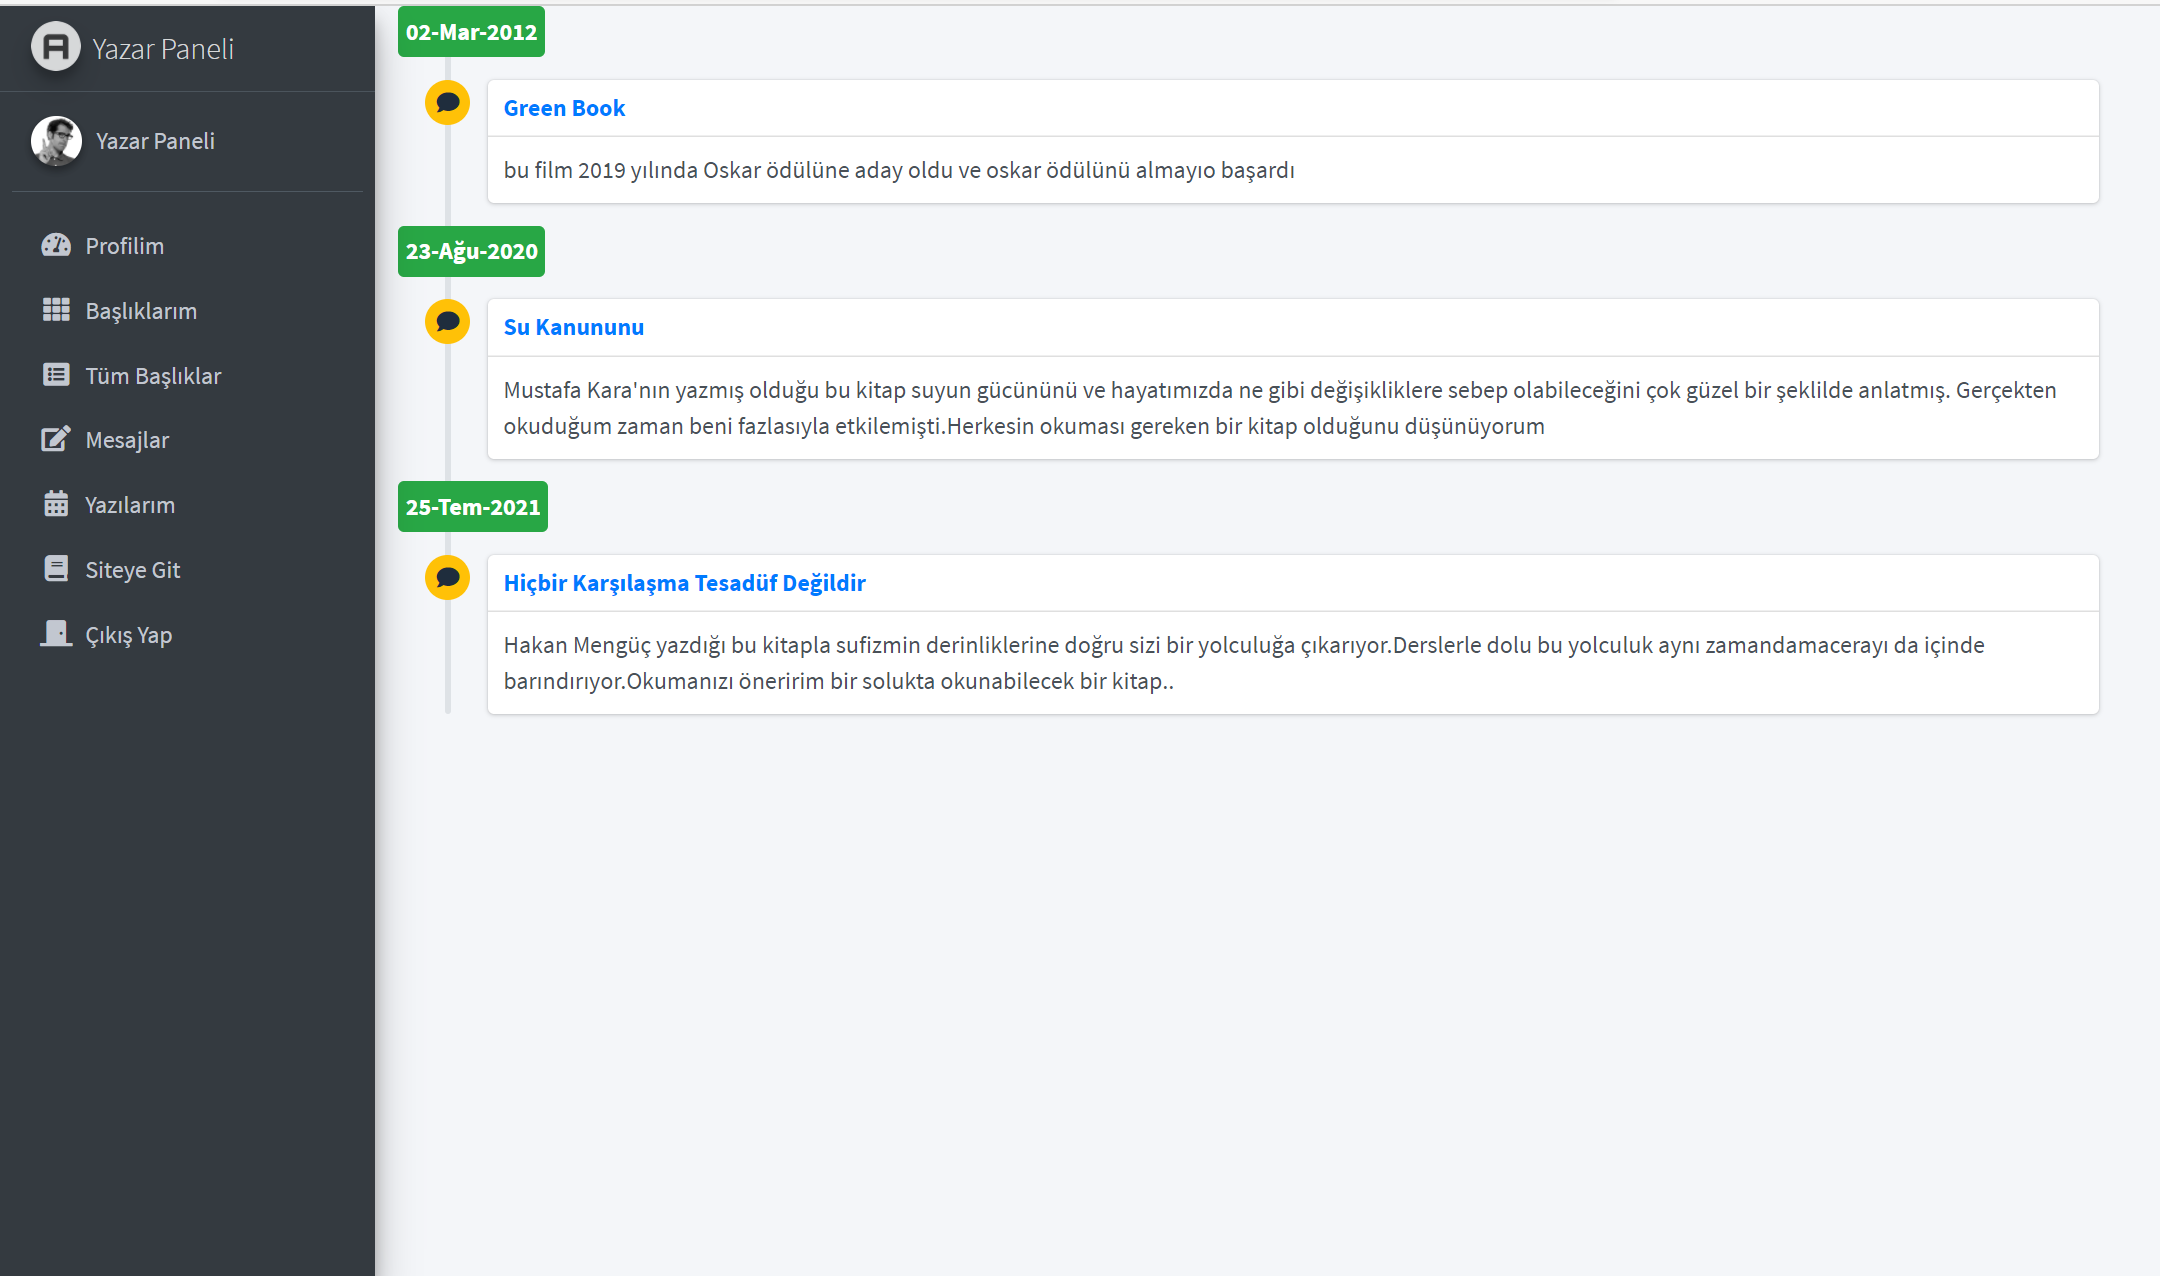 Yazar Paneli
Yazar Paneli
Profilim
Başlıklarım
Tüm Başlıklar
Mesajlar
Yazılarım
Siteye Git
Çıkış Yap
02-Mar-2012
Green Book
bu film 2019 yılında Oskar ödülüne aday oldu ve oskar ödülünü almayıo başardı
23-Ağu-2020
Su Kanununu
Mustafa Kara'nın yazmış olduğu bu kitap suyun gücününü ve hayatımızda ne gibi değişikliklere sebep olabileceğini çok güzel bir şeklilde anlatmış. Gerçekten
okuduğum zaman beni fazlasıyla etkilemişti.Herkesin okuması gereken bir kitap olduğunu düşünüyorum
25-Tem-2021
Hiçbir Karşılaşma Tesadüf Değildir
Hakan Mengüç yazdığı bu kitapla sufizmin derinliklerine doğru sizi bir yolculuğa çıkarıyor.Derslerle dolu bu yolculuk aynı zamandamacerayı da içinde
barındırıyor.Okumanızı öneririm bir solukta okunabilecek bir kitap..